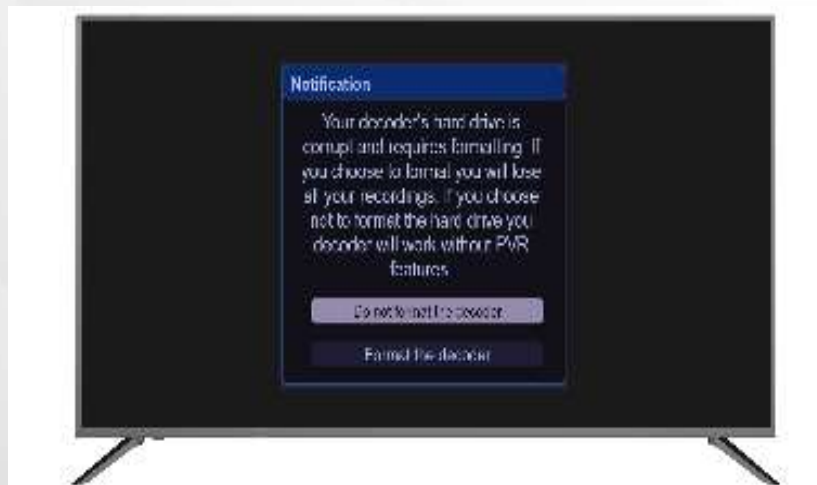 Notification
Your decoder's hard drive is
corrupt and requires formatting. If
you choose to format you will lose
all your recordings. If you choose
not to format the hard drive you
decoder will work without PVR
features.
Do not format the decoder
Format the decoder